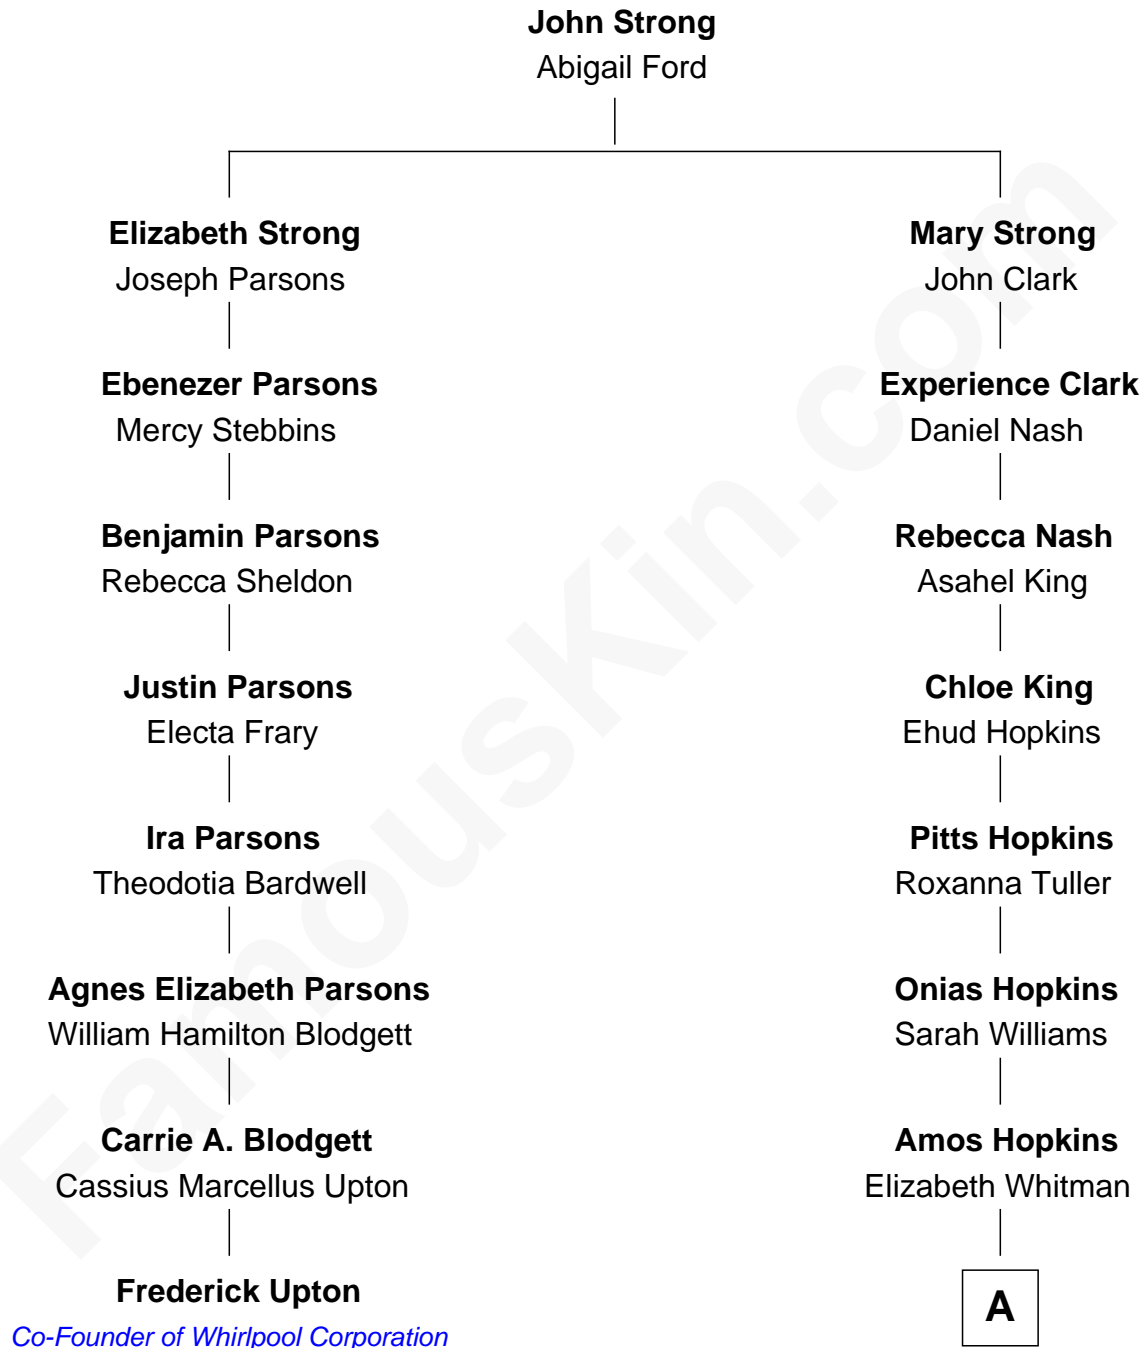 John Strong
Abigail Ford
Elizabeth Strong
Joseph Parsons
Mary Strong
John Clark
Ebenezer Parsons
Mercy Stebbins
Experience Clark
Daniel Nash
Benjamin Parsons
Rebecca Sheldon
Rebecca Nash
Asahel King
Justin Parsons
Electa Frary
Chloe King
Ehud Hopkins
Ira Parsons
Theodotia Bardwell
Pitts Hopkins
Roxanna Tuller
Agnes Elizabeth Parsons
William Hamilton Blodgett
Onias Hopkins
Sarah Williams
Carrie A. Blodgett
Cassius Marcellus Upton
Amos Hopkins
Elizabeth Whitman
Frederick Upton
Co-Founder of Whirlpool Corporation
A
FamousKin.com